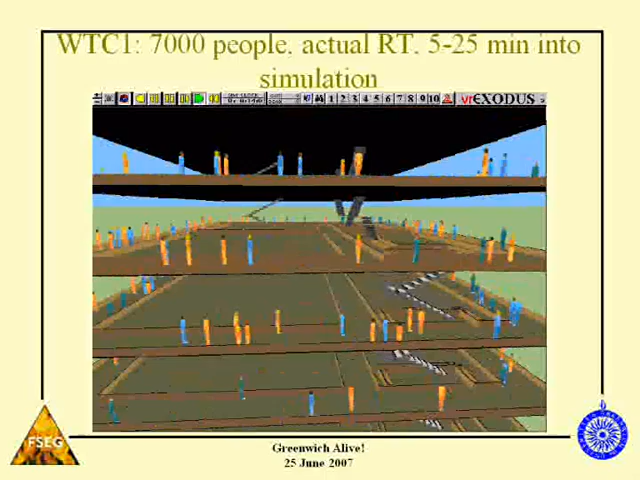 WTC1: 7000 people, actual RT. 5-25 min into
simulation
1 2 3 4 5 6 7 8 9 10 vrEXODUS
FSEG
Greenwich Alive!
25 June 2007